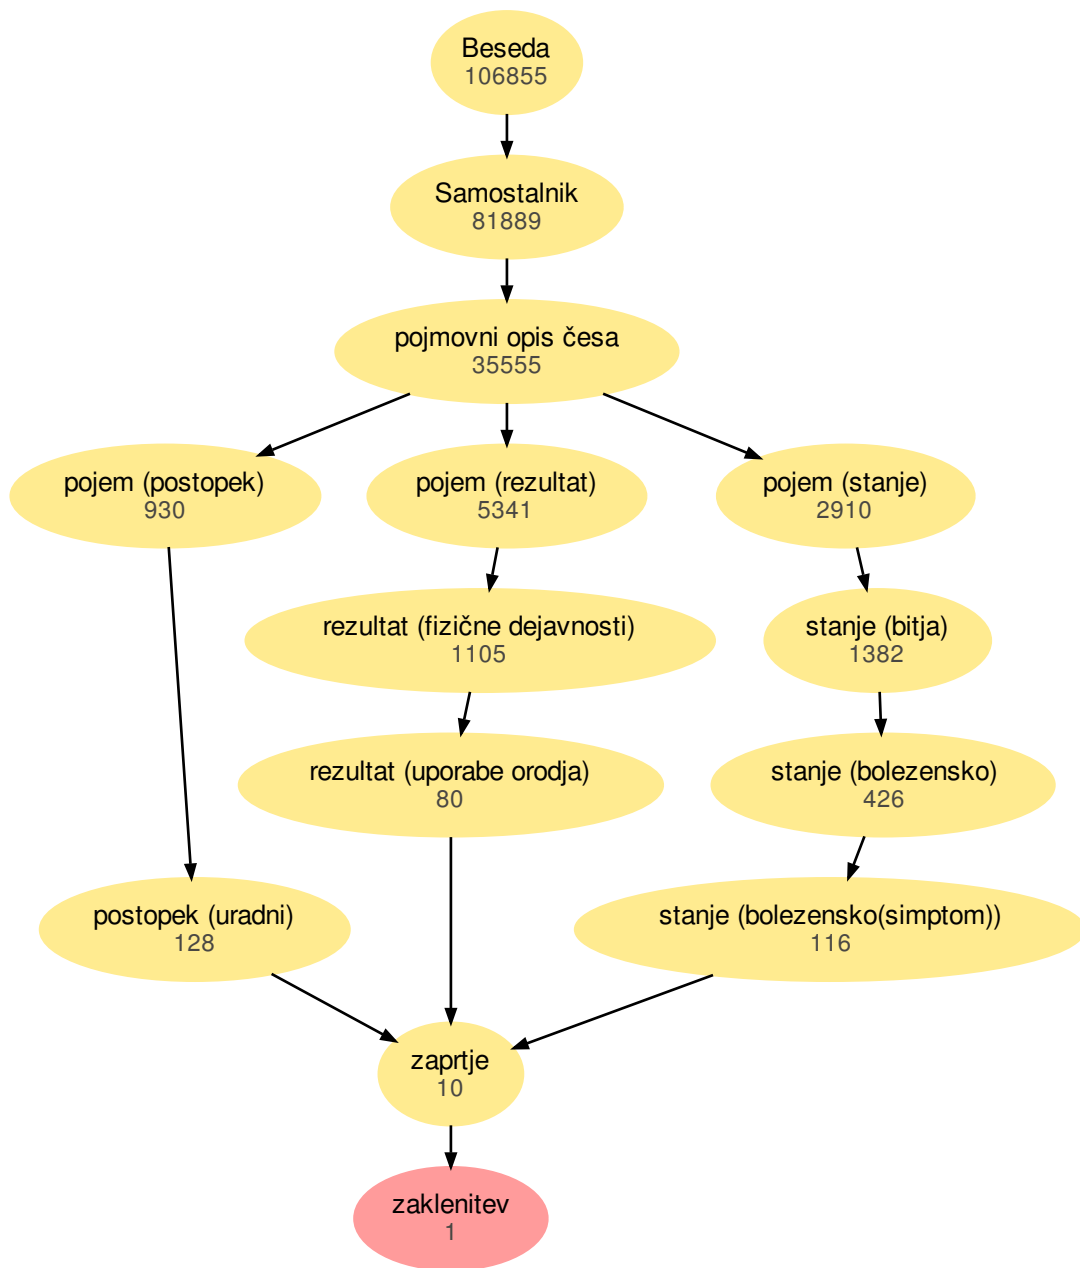 Beseda
106855
Samostalnik
81889
pojmovni opis česa
35555
pojem (postopek)
930
pojem (rezultat)
5341
pojem (stanje)
2910
rezultat (fizične dejavnosti)
1105
stanje (bitja)
1382
rezultat (uporabe orodja)
80
stanje (bolezensko)
426
postopek (uradni)
128
stanje (bolezensko(simptom))
116
zaprtje
10
zaklenitev
1